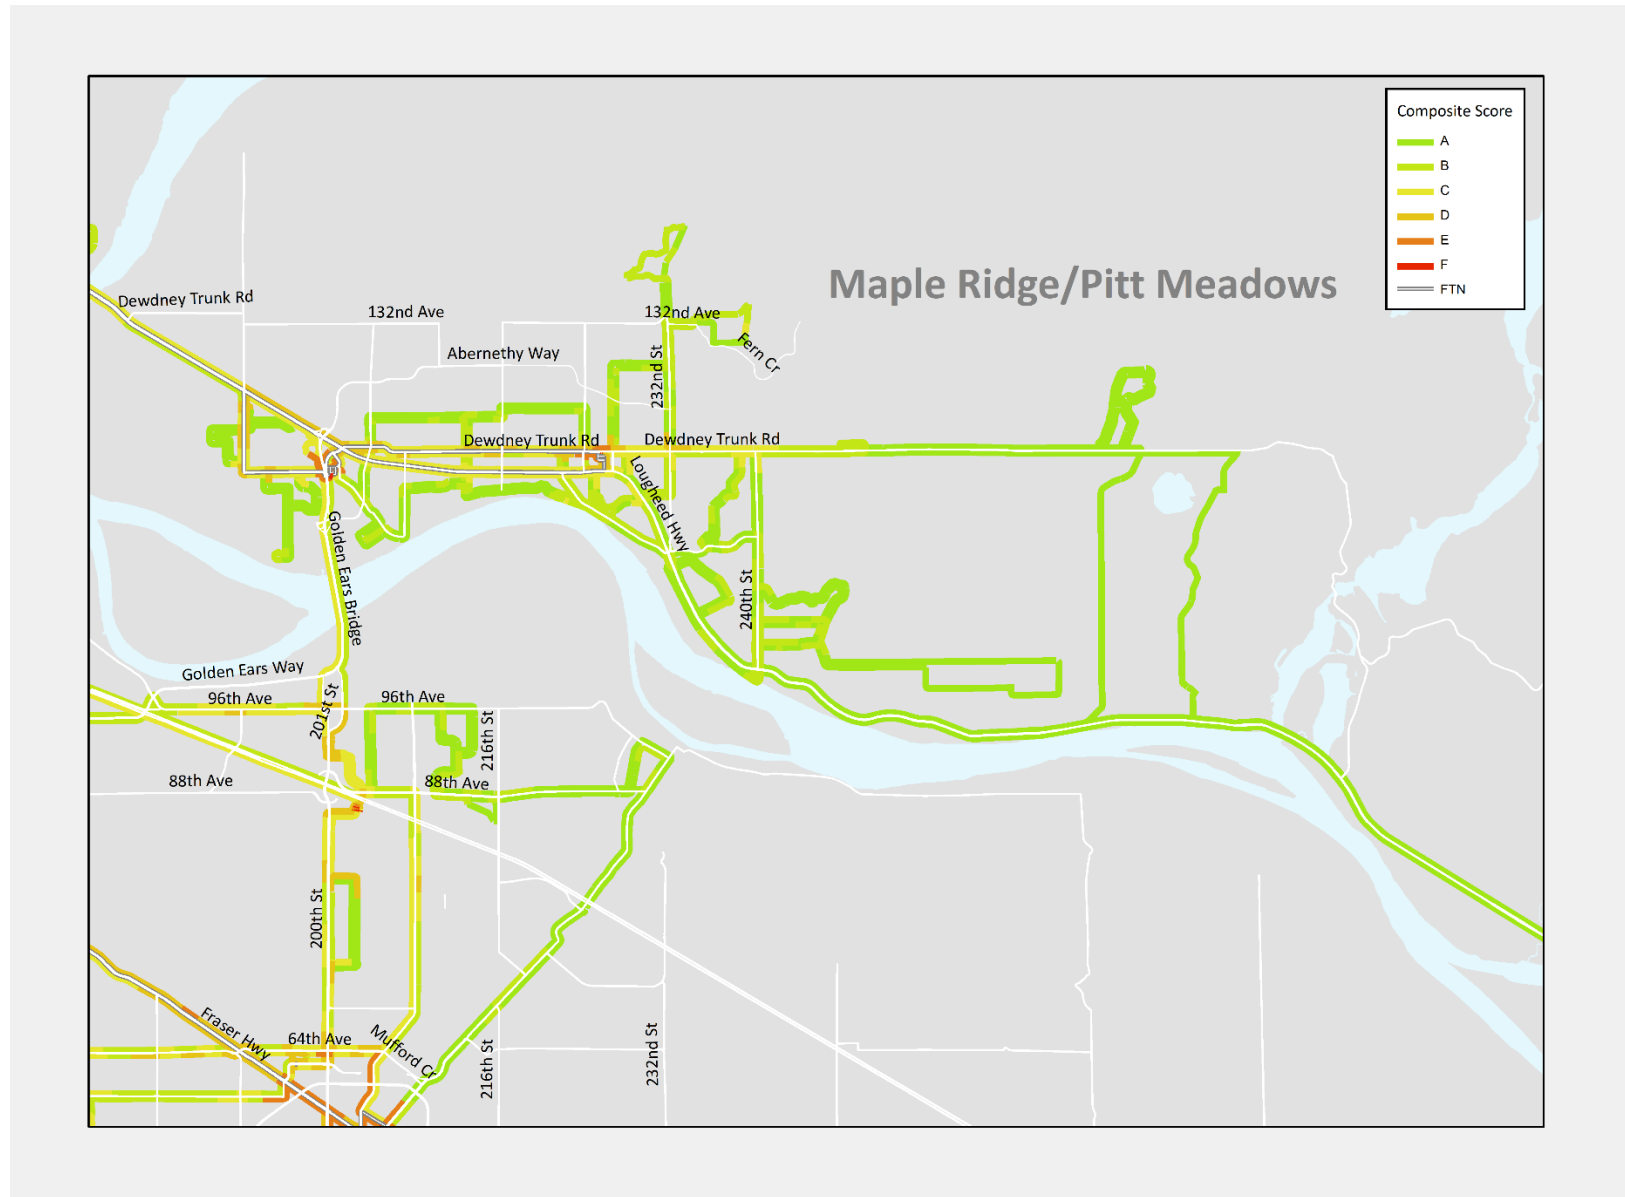 Composite Score
A
B
C
D
E
F
FTN
Maple Ridge/Pitt Meadows
Dewdney Trunk Rd
132nd Ave
132nd Ave
Fern Cr
Abernethy Way
232nd St
Dewdney Trunk Rd
Dewdney Trunk Rd
Lougheed Hwy
Golden Ears Bridge
240th St
Golden Ears Way
96th Ave
96th Ave
201st St
216th St
88th Ave
88th Ave
200th St
Fraser Hwy
64th Ave
Mufford Cr
216th St
232nd St